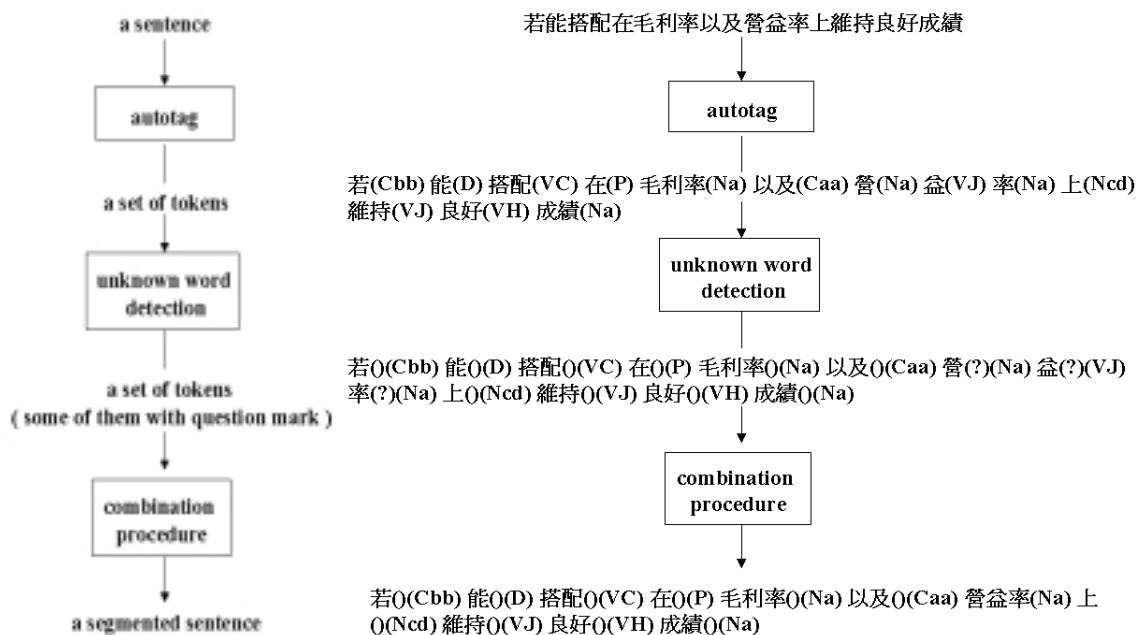 a sentence
autotag
a set of tokens
unknown word
detection
a set of tokens
( some of them with question mark )
combination
procedure
a segmented sentence
若能搭配在毛利率以及營益率上維持良好成績
autotag
若(Cbb) 能(D) 搭配(VC) 在(P) 毛利率(Na) 以及(Caa) 營(Na) 益(VJ) 率(Na) 上(Ncd)
維持(VJ) 良好(VH) 成績(Na)
unknown word
detection
若()(Cbb) 能()(D) 搭配()(VC) 在()(P) 毛利率()(Na) 以及()(Caa) 營(?)(Na) 益(?)(VJ)
率(?)(Na) 上()(Ncd) 維持()(VJ) 良好()(VH) 成績()(Na)
combination
procedure
若()(Cbb) 能()(D) 搭配()(VC) 在()(P) 毛利率()(Na) 以及()(Caa) 營益率(Na) 上
()(Ncd) 維持()(VJ) 良好()(VH) 成績()(Na)